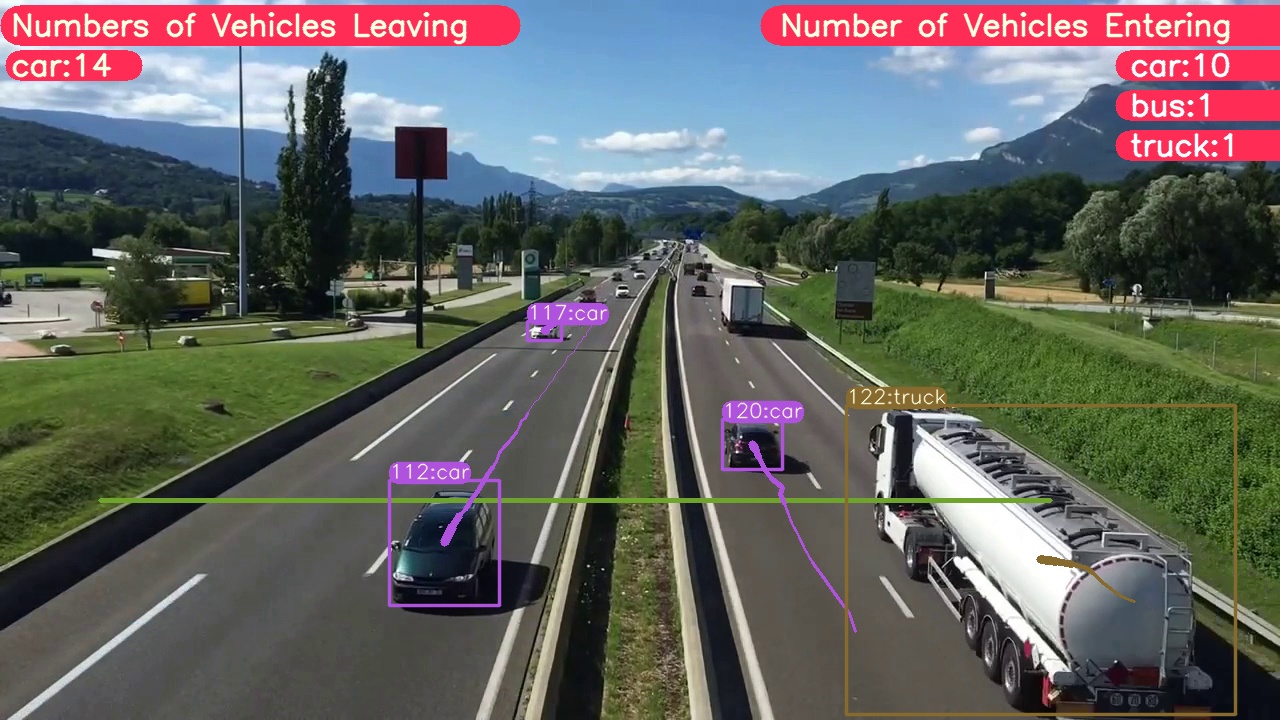 Numbers of Vehicles Leaving
car:14
Number of Vehicles Entering
car:10
bus:1
truck:1
117:car
122:truck
120:car
112:car